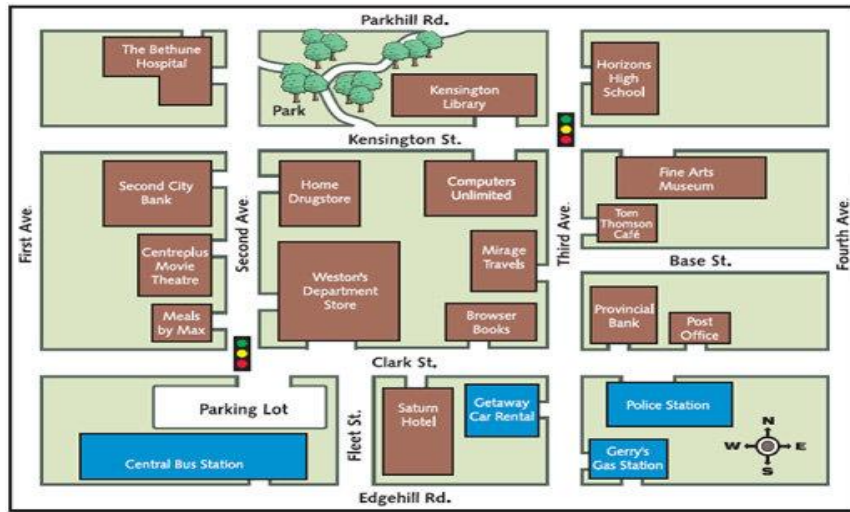 Parkhill Rd.
The Bethune
Hospital
Park
Kensington
Library
Horizons
High
School
Kensington St.
First Ave.
Second City
Bank
Second Ave.
Home
Drugstore
Computers
Unlimited
Third Ave.
Fine Arts
Museum
Tom
Thomson
Café
Fourth Ave.
Centreplus
Movie
Theatre
Weston's
Department
Store
Mirage
Travels
Base St.
Meals
by Max
Browser
Books
Provincial
Bank
Post
Office
Clark St.
Parking Lot
Central Bus Station
Fleet St.
Saturn
Hotel
Getaway
Car Rental
Police Station
Gerry's
Gas Station
N
W
E
S
Edgehill Rd.